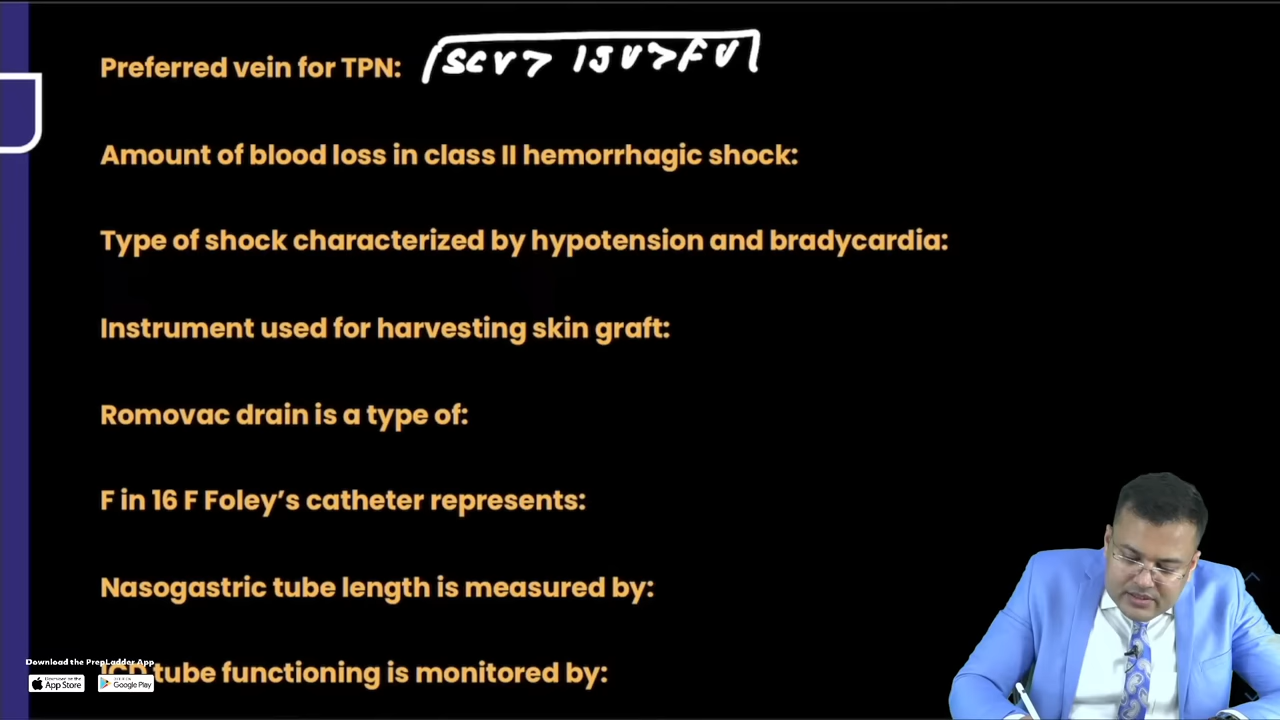 Preferred vein for TPN: SCV > IJV > FV
Amount of blood loss in class II hemorrhagic shock:
Type of shock characterized by hypotension and bradycardia:
Instrument used for harvesting skin graft:
Romovac drain is a type of:
F in 16 F Foley’s catheter represents:
Nasogastric tube length is measured by:
Download the PrepLadder App
ICD tube functioning is monitored by:
App Store
Google Play